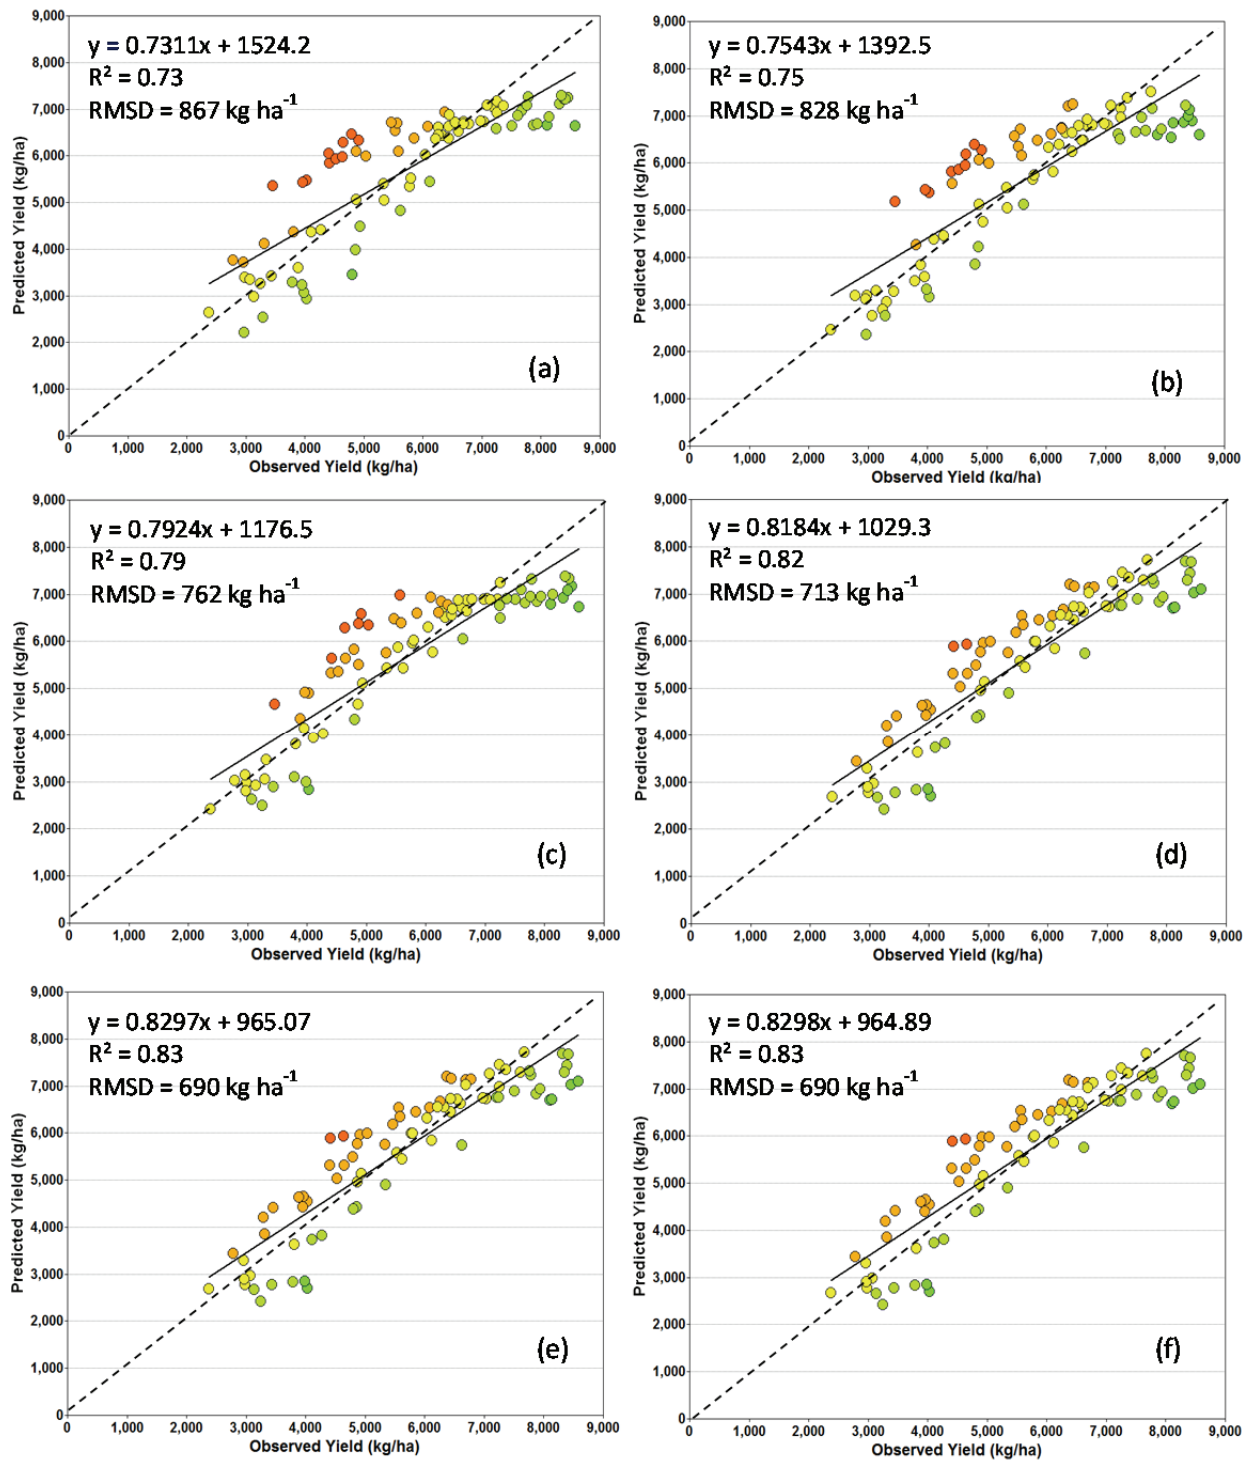 y = 0.7311x + 1524.2
R² = 0.73
RMSD = 867 kg ha⁻¹
(a)
Predicted Yield (kg/ha)
9,000
8,000
7,000
6,000
5,000
4,000
3,000
2,000
1,000
0
0 1,000 2,000 3,000 4,000 5,000 6,000 7,000 8,000 9,000
Observed Yield (kg/ha)
y = 0.7543x + 1392.5
R² = 0.75
RMSD = 828 kg ha⁻¹
(b)
Predicted Yield (kg/ha)
9,000
8,000
7,000
6,000
5,000
4,000
3,000
2,000
1,000
0
0 1,000 2,000 3,000 4,000 5,000 6,000 7,000 8,000 9,000
Observed Yield (kg/ha)
y = 0.7924x + 1176.5
R² = 0.79
RMSD = 762 kg ha⁻¹
(c)
Predicted Yield (kg/ha)
9,000
8,000
7,000
6,000
5,000
4,000
3,000
2,000
1,000
0
0 1,000 2,000 3,000 4,000 5,000 6,000 7,000 8,000 9,000
Observed Yield (kg/ha)
y = 0.8184x + 1029.3
R² = 0.82
RMSD = 713 kg ha⁻¹
(d)
Predicted Yield (kg/ha)
9,000
8,000
7,000
6,000
5,000
4,000
3,000
2,000
1,000
0
0 1,000 2,000 3,000 4,000 5,000 6,000 7,000 8,000 9,000
Observed Yield (kg/ha)
y = 0.8297x + 965.07
R² = 0.83
RMSD = 690 kg ha⁻¹
(e)
Predicted Yield (kg/ha)
9,000
8,000
7,000
6,000
5,000
4,000
3,000
2,000
1,000
0
0 1,000 2,000 3,000 4,000 5,000 6,000 7,000 8,000 9,000
Observed Yield (kg/ha)
y = 0.8298x + 964.89
R² = 0.83
RMSD = 690 kg ha⁻¹
(f)
Predicted Yield (kg/ha)
9,000
8,000
7,000
6,000
5,000
4,000
3,000
2,000
1,000
0
0 1,000 2,000 3,000 4,000 5,000 6,000 7,000 8,000 9,000
Observed Yield (kg/ha)